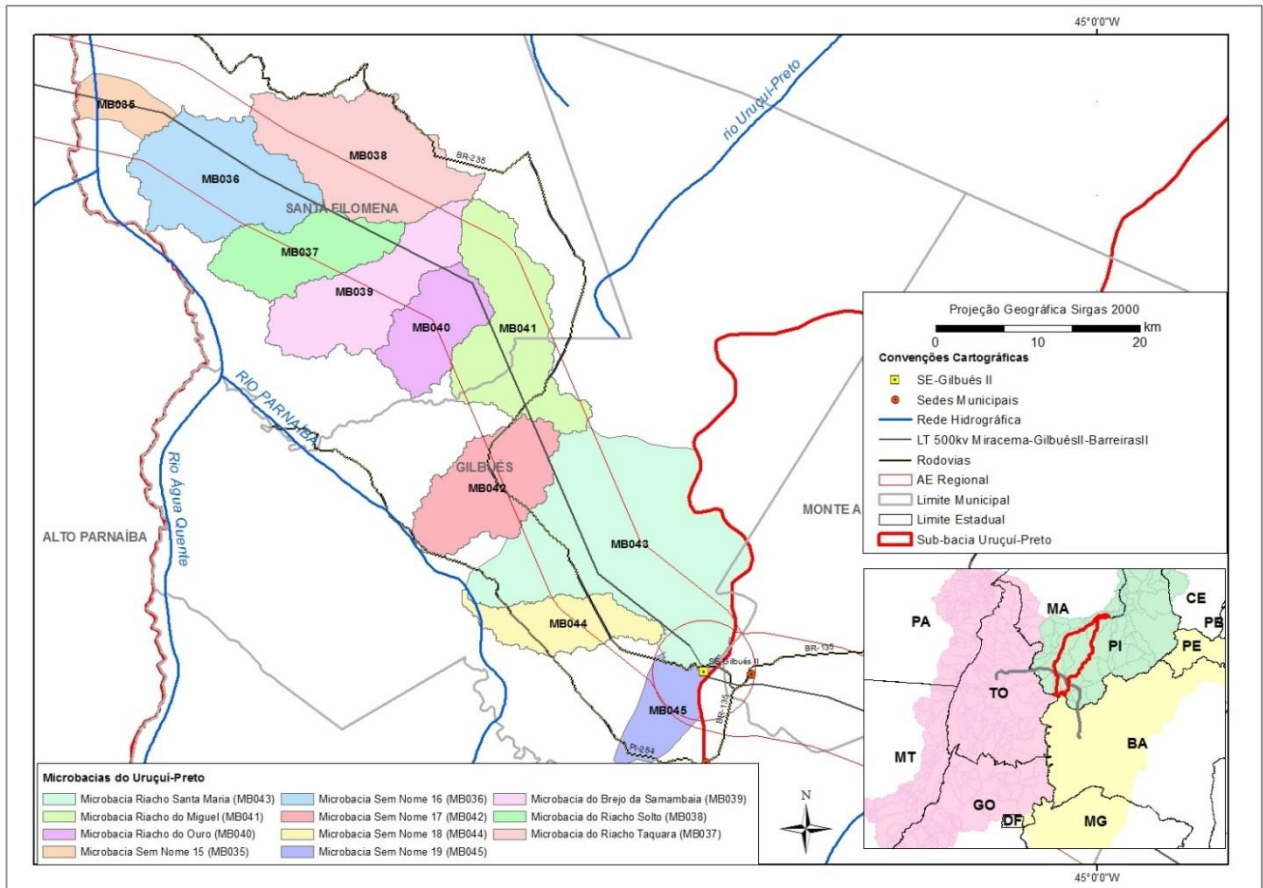 45°0'0"W
MB035
rio Uruçuí-Preto
MB038
BR-235
MB036
SANTA FILOMENA
MB037
MB039
MB040
MB041
RIO PARNAÍBA
Rio Água Quente
GILBUÉS
MB042
ALTO PARNAÍBA
MONTE A
MB043
MB044
SE-Gilbués II
BR-135
MB045
BR-135
PI-254
Projeção Geográfica Sirgas 2000
km
0 10 20
Convenções Cartográficas
SE-Gilbués II
Sedes Municipais
Rede Hidrográfica
LT 500kv Miracema-GilbuésII-BarreirasII
Rodovias
AE Regional
Limite Municipal
Limite Estadual
Sub-bacia Uruçuí-Preto
PA
MA
CE
PB
PI
PE
TO
MT
BA
GO
DF
MG
N
Microbacias do Uruçuí-Preto
Microbacia Riacho Santa Maria (MB043)
Microbacia Riacho do Miguel (MB041)
Microbacia Riacho do Ouro (MB040)
Microbacia Sem Nome 15 (MB035)
Microbacia Sem Nome 16 (MB036)
Microbacia Sem Nome 17 (MB042)
Microbacia Sem Nome 18 (MB044)
Microbacia Sem Nome 19 (MB045)
Microbacia do Brejo da Samambaia (MB039)
Microbacia do Riacho Solto (MB038)
Microbacia do Riacho Taquara (MB037)
45°0'0"W